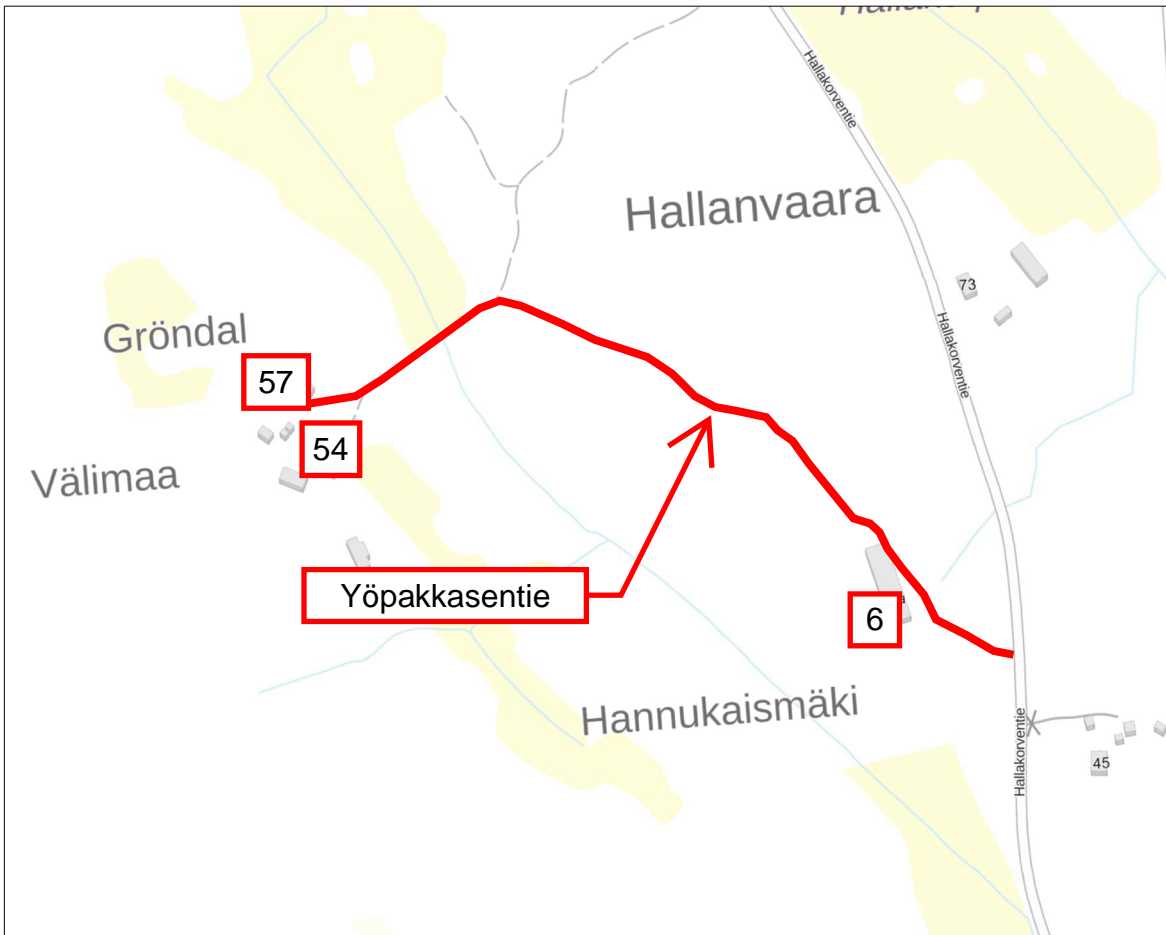 Hallakorventie
Hallanvaara
73
Hallakorventie
Gröndal
57
54
Välimaa
Yöpakkasentie
6
Hannukaismäki
Hallakorventie
45